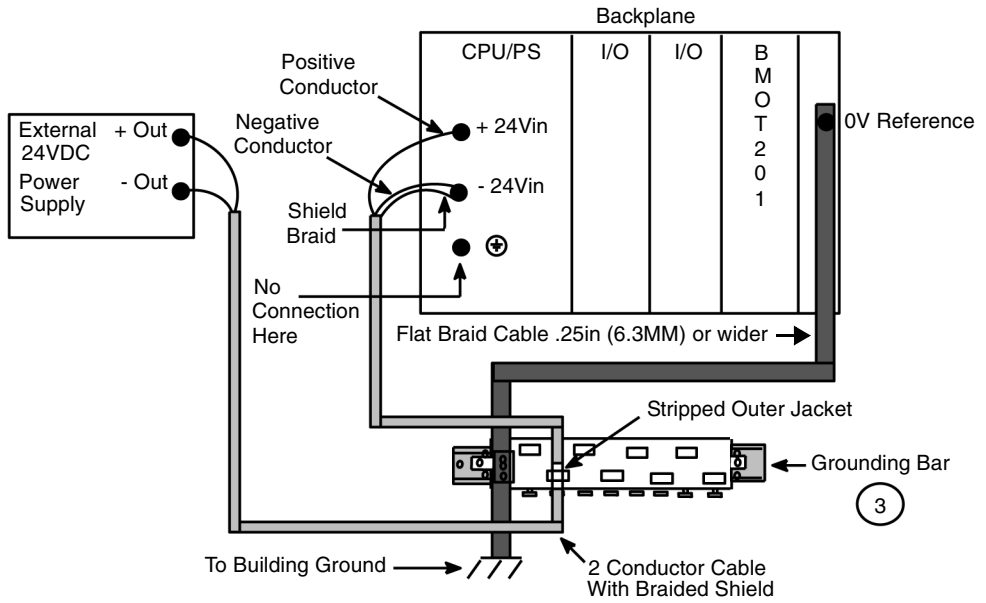 Backplane
CPU/PS
I/O
I/O
B
M
O
T
2
0
1
Positive
Conductor
Negative
Conductor
External
24VDC
Power
Supply
+ Out
- Out
+ 24Vin
- 24Vin
0V Reference
Shield
Braid
No
Connection
Here
Flat Braid Cable .25in (6.3MM) or wider
Stripped Outer Jacket
Grounding Bar
3
To Building Ground
2 Conductor Cable
With Braided Shield